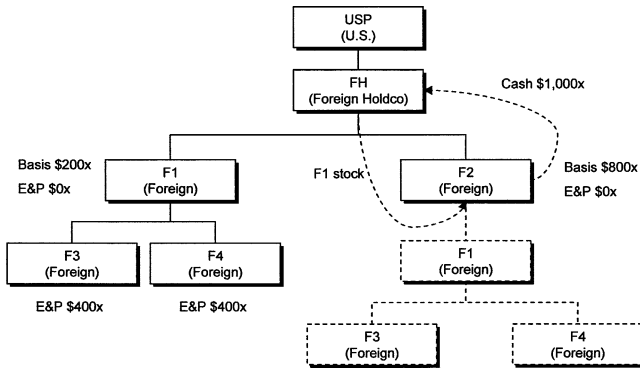 USP
(U.S.)
FH
(Foreign Holdco)
Cash $1,000x
Basis $200x
E&P $0x
F1
(Foreign)
F1 stock
F2
(Foreign)
Basis $800x
E&P $0x
F3
(Foreign)
F4
(Foreign)
F1
(Foreign)
E&P $400x
E&P $400x
F3
(Foreign)
F4
(Foreign)